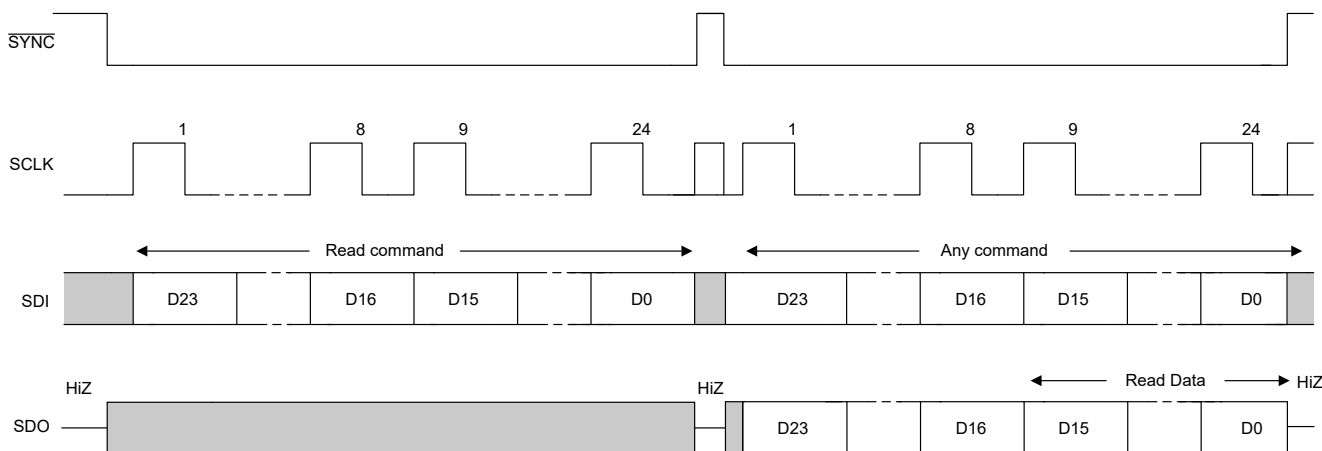 SYNC
1 8 9 24 1 8 9 24
SCLK
Read command Any command
SDI D23 D16 D15 D0 D23 D16 D15 D0
HiZ HiZ Read Data HiZ
SDO D23 D16 D15 D0